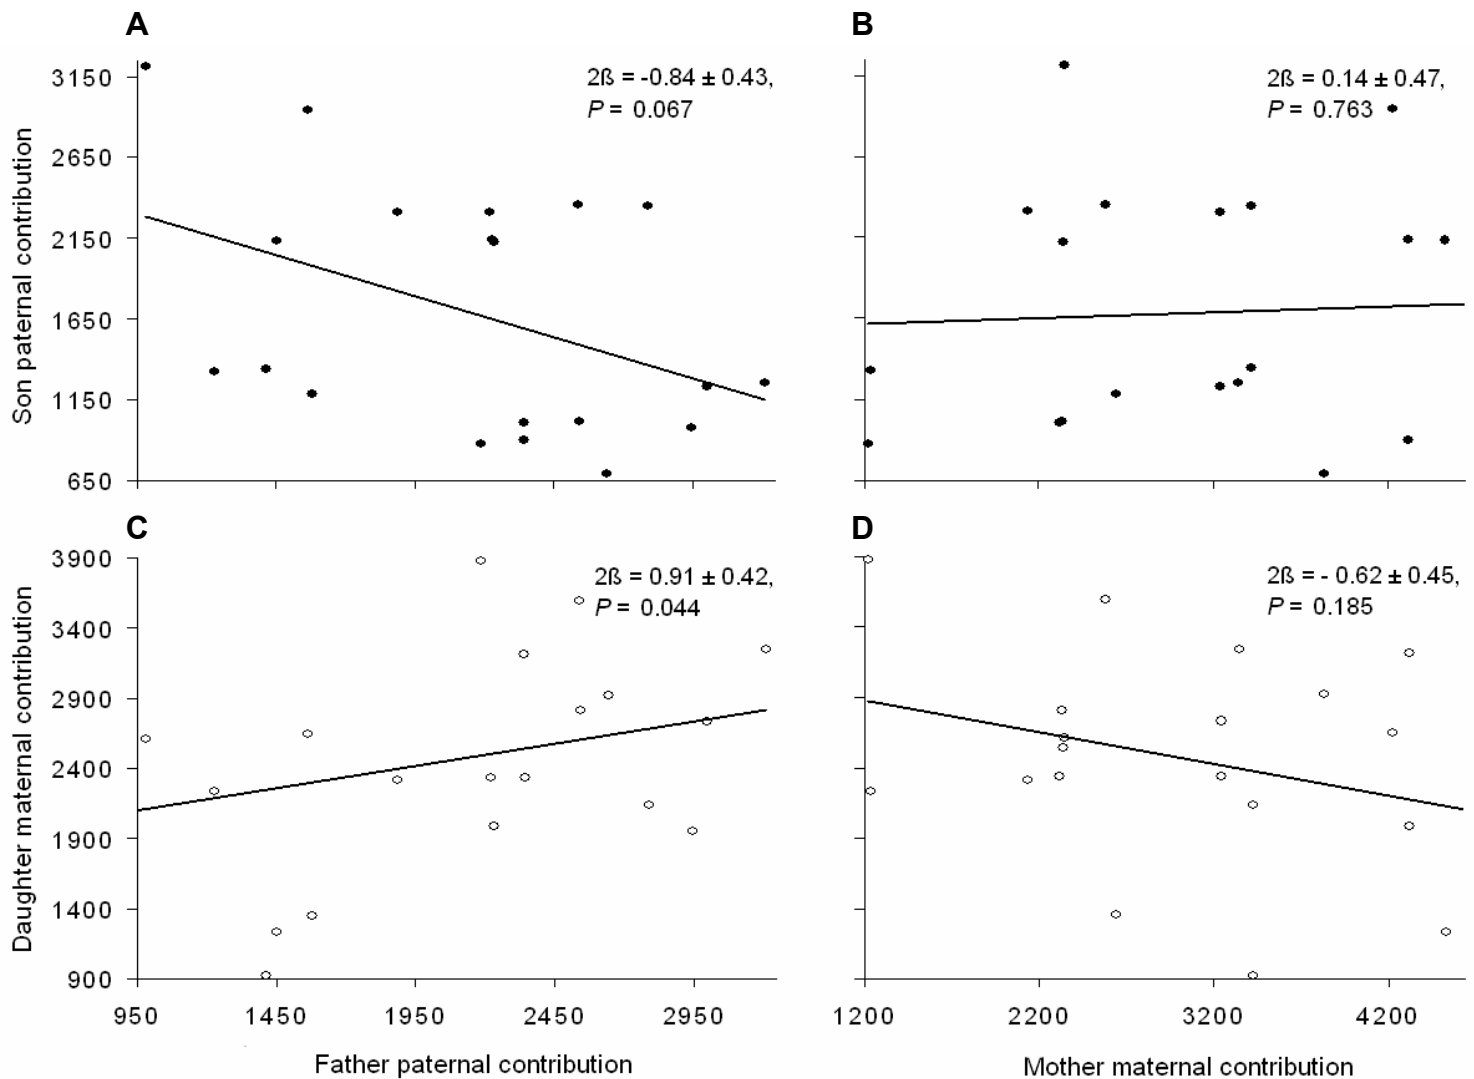 A
B
2ß = -0.84 ± 0.43,
P = 0.067
2ß = 0.14 ± 0.47,
P = 0.763
3150
2650
2150
1650
1150
650
Son paternal contribution
C
D
2ß = 0.91 ± 0.42,
P = 0.044
2ß = - 0.62 ± 0.45,
P = 0.185
3900
3400
2900
2400
1900
1400
900
Daughter maternal contribution
950 1450 1950 2450 2950
1200 2200 3200 4200
Father paternal contribution
Mother maternal contribution